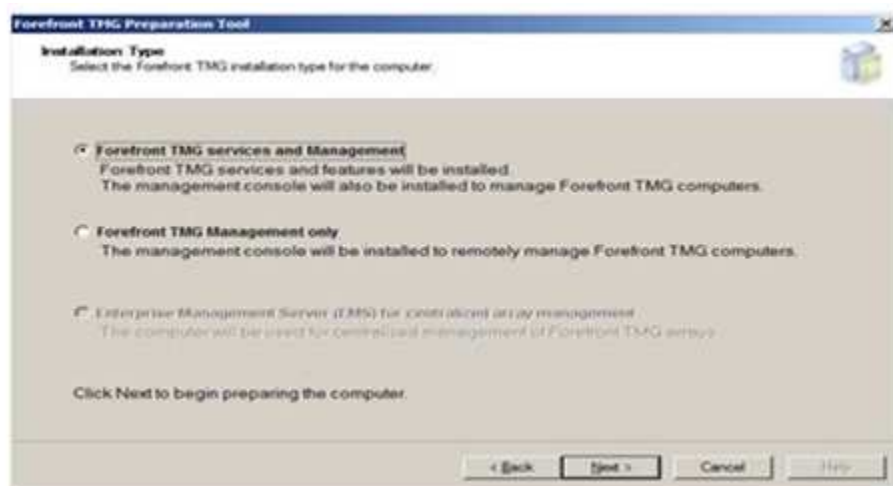 Forefront TMG Preparation Tool
Installation Type
Select the Forefront TMG installation type for the computer.
Forefront TMG services and Management
Forefront TMG services and features will be installed.
The management console will also be installed to manage Forefront TMG computers.
Forefront TMG Management only
The management console will be installed to remotely manage Forefront TMG computers.
Enterprise Management Server (EMS) for centralized array management
The computer will be used for centralized management of Forefront TMG arrays
Click Next to begin preparing the computer.
< Back
Next >
Cancel
Help